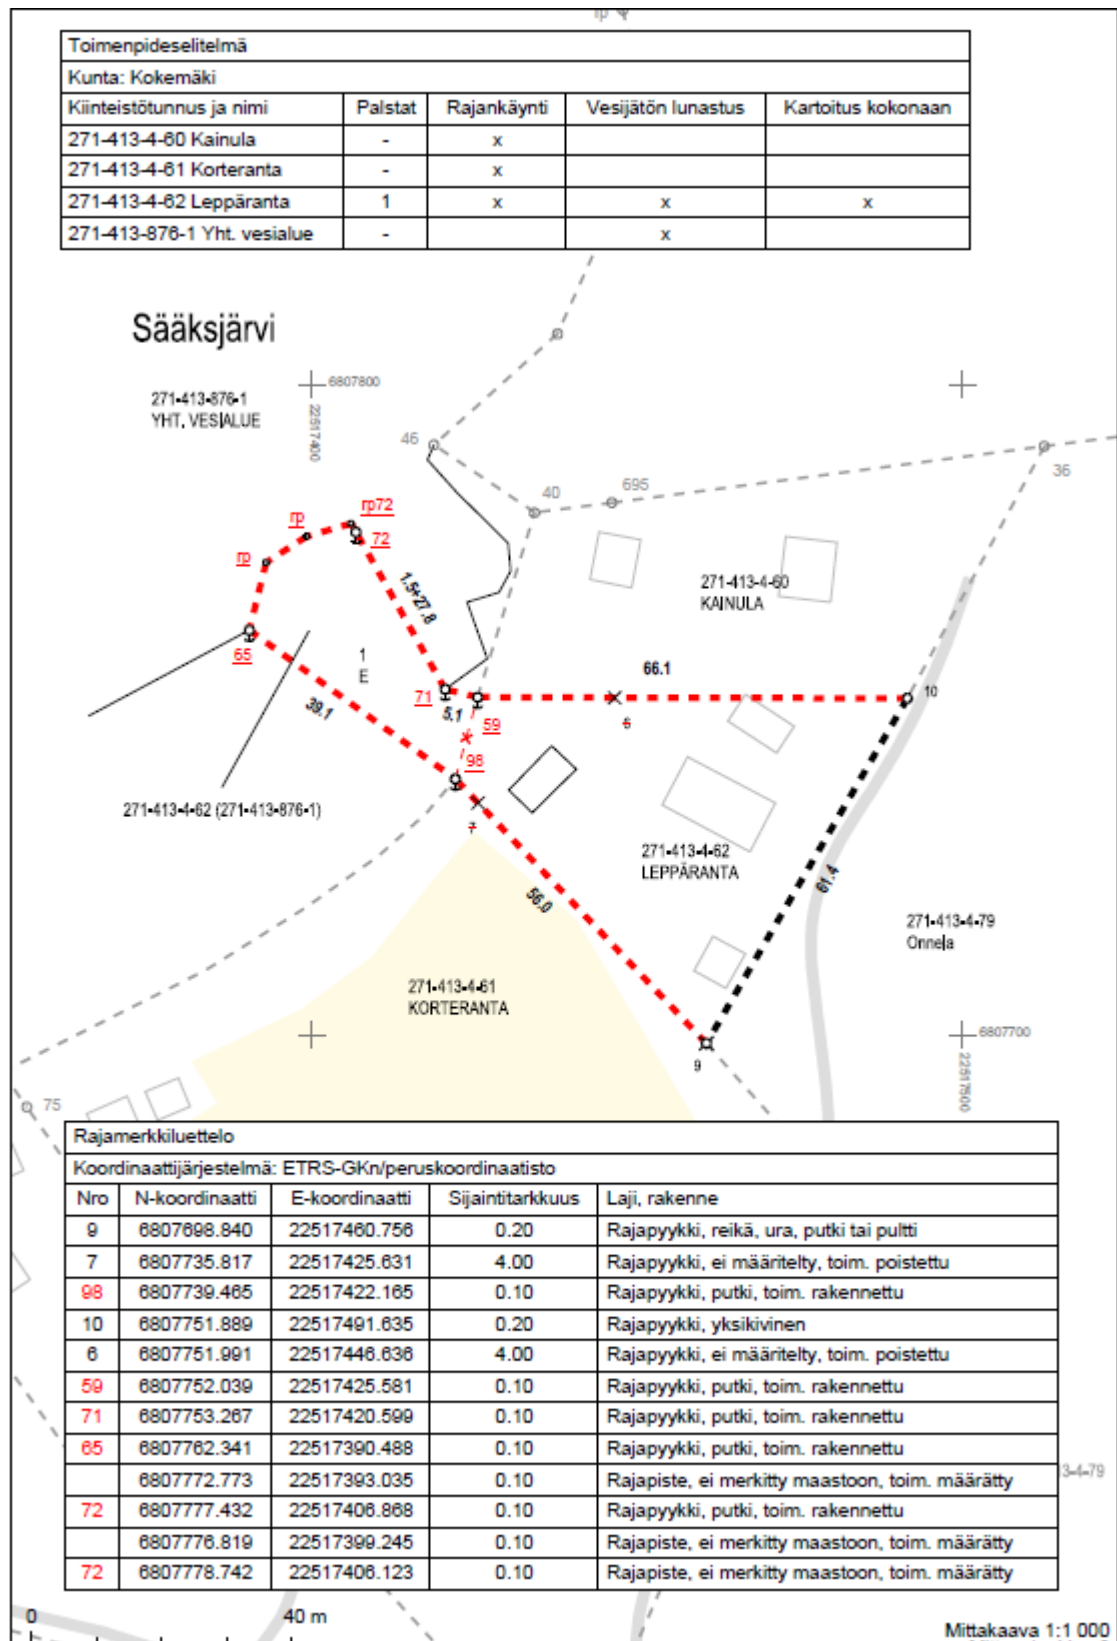 rp
Toimenpideselitelmä
Kunta: Kokemäki
Kiinteistötunnus ja nimi Palstat Rajankäynti Vesijätön lunastus Kartoitus kokonaan
271-413-4-60 Kainula - x
271-413-4-61 Korteranta - x
271-413-4-62 Leppäranta 1 x x x
271-413-876-1 Yht. vesialue - x
Sääksjärvi
271-413-876-1
YHT. VESIALUE
6807800
22517400
46
40
695
36
rp72
rp
72
rp
1.5+27.8
271-413-4-60
KAINULA
65
1
E
66.1
71
5.1
59
6
10
39.1
98
271-413-4-62 (271-413-876-1)
7
271-413-4-62
LEPPÄRANTA
61.4
56.0
271-413-4-79
Onnela
271-413-4-61
KORTERANTA
6807700
22517500
9
75
Rajamerkkiluettelo
Koordinaattijärjestelmä: ETRS-GKn/peruskoordinaatisto
Nro N-koordinaatti E-koordinaatti Sijaintitarkkuus Laji, rakenne
9 6807698.840 22517460.756 0.20 Rajapyykki, reikä, ura, putki tai pultti
7 6807735.817 22517425.631 4.00 Rajapyykki, ei määritelty, toim. poistettu
98 6807739.465 22517422.165 0.10 Rajapyykki, putki, toim. rakennettu
10 6807751.889 22517491.635 0.20 Rajapyykki, yksikivinen
6 6807751.991 22517446.636 4.00 Rajapyykki, ei määritelty, toim. poistettu
59 6807752.039 22517425.581 0.10 Rajapyykki, putki, toim. rakennettu
71 6807753.267 22517420.599 0.10 Rajapyykki, putki, toim. rakennettu
65 6807762.341 22517390.488 0.10 Rajapyykki, putki, toim. rakennettu
6807772.773 22517393.035 0.10 Rajapiste, ei merkitty maastoon, toim. määrätty
72 6807777.432 22517406.868 0.10 Rajapyykki, putki, toim. rakennettu
6807776.819 22517399.245 0.10 Rajapiste, ei merkitty maastoon, toim. määrätty
72 6807778.742 22517406.123 0.10 Rajapiste, ei merkitty maastoon, toim. määrätty
3-4-79
0 40 m
Mittakaava 1:1 000